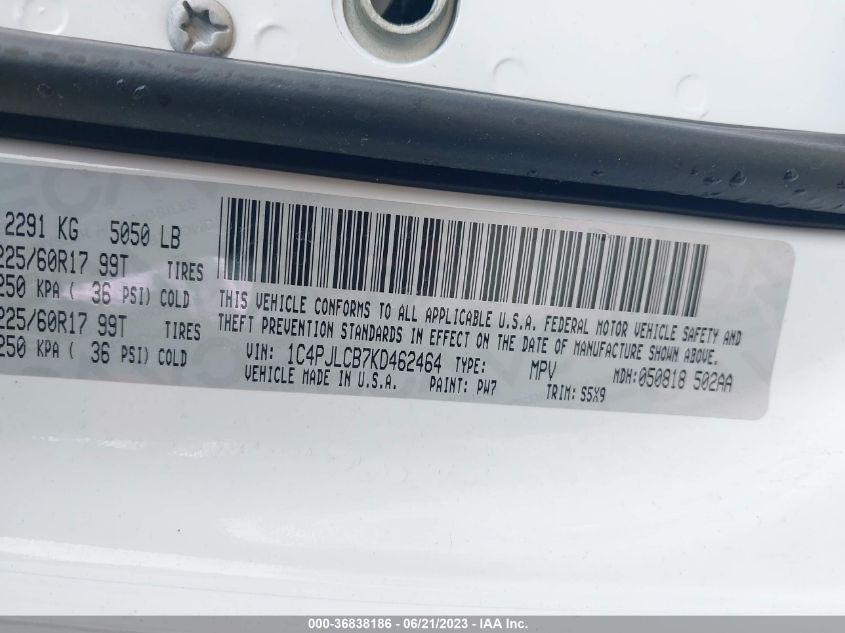 2291 KG 5050 LB
225/60R17 99T TIRES
250 KPA ( 36 PSI) COLD
225/60R17 99T TIRES
250 KPA ( 36 PSI) COLD
THIS VEHICLE CONFORMS TO ALL APPLICABLE U.S.A. FEDERAL MOTOR VEHICLE SAFETY AND
THEFT PREVENTION STANDARDS IN EFFECT ON THE DATE OF MANUFACTURE SHOWN ABOVE.
VIN: 1C4PJLCB7KD462464 TYPE: MPV MDH:050818 502AA
VEHICLE MADE IN U.S.A. PAINT: PW7 TRIM: S5X9
000-36838186 - 06/21/2023 - IAA Inc.